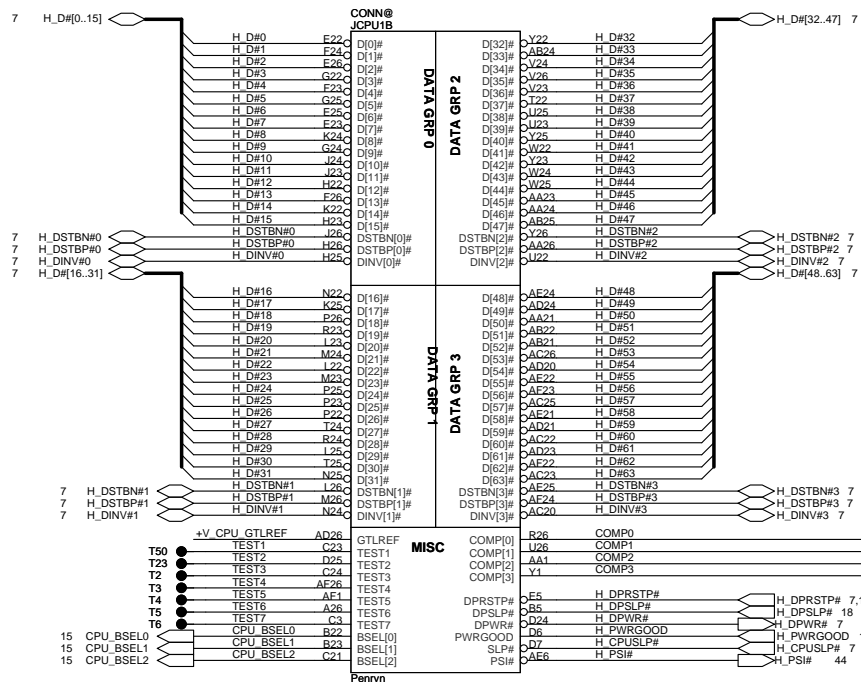 CONN@
JCPU1B
7 H_D#[0..15] H_D#[32..47] 7
H_D#0 E22 D[0]# D[32]# Y22 H_D#32
H_D#1 F24 D[1]# D[33]# AB24 H_D#33
H_D#2 E26 D[2]# D[34]# V24 H_D#34
H_D#3 G22 D[3]# D[35]# V26 H_D#35
H_D#4 F23 D[4]# D[36]# V23 H_D#36
H_D#5 G25 D[5]# D[37]# T22 H_D#37
H_D#6 E25 D[6]# D[38]# U25 H_D#38
H_D#7 E23 D[7]# D[39]# U23 H_D#39
H_D#8 K24 D[8]# D[40]# Y25 H_D#40
H_D#9 G24 D[9]# D[41]# W22 H_D#41
H_D#10 J24 D[10]# D[42]# Y23 H_D#42
H_D#11 J23 D[11]# D[43]# W24 H_D#43
H_D#12 H22 D[12]# D[44]# W25 H_D#44
H_D#13 F26 D[13]# D[45]# AA23 H_D#45
H_D#14 K22 D[14]# D[46]# AA24 H_D#46
H_D#15 H23 D[15]# D[47]# AB25 H_D#47
7 H_DSTBN#0 H_DSTBN#0 J26 DSTBN[0]# DSTBN[2]# Y26 H_DSTBN#2 H_DSTBN#2 7
7 H_DSTBP#0 H_DSTBP#0 H26 DSTBP[0]# DSTBP[2]# AA26 H_DSTBP#2 H_DSTBP#2 7
7 H_DINV#0 H_DINV#0 H25 DINV[0]# DINV[2]# U22 H_DINV#2 H_DINV#2 7
DATA GRP 0
DATA GRP 2
7 H_D#[16..31] H_D#[48..63] 7
H_D#16 N22 D[16]# D[48]# AE24 H_D#48
H_D#17 K25 D[17]# D[49]# AD24 H_D#49
H_D#18 P26 D[18]# D[50]# AA21 H_D#50
H_D#19 R23 D[19]# D[51]# AB22 H_D#51
H_D#20 L23 D[20]# D[52]# AB21 H_D#52
H_D#21 M24 D[21]# D[53]# AC26 H_D#53
H_D#22 L22 D[22]# D[54]# AD20 H_D#54
H_D#23 M23 D[23]# D[55]# AE22 H_D#55
H_D#24 P25 D[24]# D[56]# AF23 H_D#56
H_D#25 P23 D[25]# D[57]# AC25 H_D#57
H_D#26 P22 D[26]# D[58]# AE21 H_D#58
H_D#27 T24 D[27]# D[59]# AD21 H_D#59
H_D#28 R24 D[28]# D[60]# AC22 H_D#60
H_D#29 L25 D[29]# D[61]# AD23 H_D#61
H_D#30 T25 D[30]# D[62]# AF22 H_D#62
H_D#31 N25 D[31]# D[63]# AC23 H_D#63
7 H_DSTBN#1 H_DSTBN#1 L26 DSTBN[1]# DSTBN[3]# AE25 H_DSTBN#3 H_DSTBN#3 7
7 H_DSTBP#1 H_DSTBP#1 M26 DSTBP[1]# DSTBP[3]# AF24 H_DSTBP#3 H_DSTBP#3 7
7 H_DINV#1 H_DINV#1 N24 DINV[1]# DINV[3]# AC20 H_DINV#3 H_DINV#3 7
DATA GRP 1
DATA GRP 3
MISC
+V_CPU_GTLREF AD26 GTLREF COMP[0] R26 COMP0
T50 TEST1 C23 TEST1 COMP[1] U26 COMP1
T23 TEST2 D25 TEST2 COMP[2] AA1 COMP2
T2 TEST3 C24 TEST3 COMP[3] Y1 COMP3
T3 TEST4 AF26 TEST4
T4 TEST5 AF1 TEST5 DPRSTP# E5 H_DPRSTP# H_DPRSTP# 7,1
T5 TEST6 A26 TEST6 DPSLP# B5 H_DPSLP# H_DPSLP# 18
T6 TEST7 C3 TEST7 DPWR# D24 H_DPWR# H_DPWR# 7
15 CPU_BSEL0 CPU_BSEL0 B22 BSEL[0] PWRGOOD D6 H_PWRGOOD H_PWRGOOD
15 CPU_BSEL1 CPU_BSEL1 B23 BSEL[1] SLP# D7 H_CPUSLP# H_CPUSLP# 7
15 CPU_BSEL2 CPU_BSEL2 C21 BSEL[2] PSI# AE6 H_PSI# H_PSI# 44
Penryn